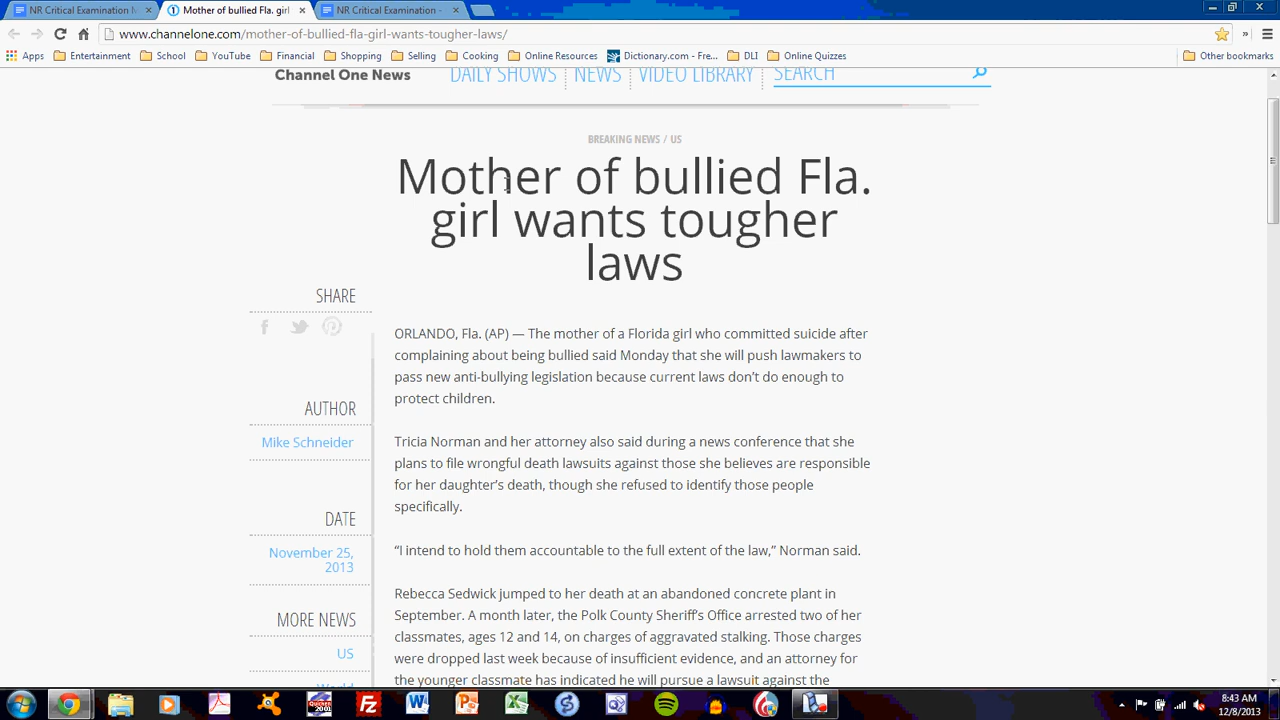 NR Critical Examination M
Mother of bullied Fla. girl
NR Critical Examination -
www.channelone.com/mother-of-bullied-fla-girl-wants-tougher-laws/
Apps Entertainment School YouTube Financial Shopping Selling Cooking Online Resources Dictionary.com - Fre... DLI Online Quizzes Other bookmarks
Channel One News DAILY SHOWS NEWS VIDEO LIBRARY SEARCH
BREAKING NEWS / US
Mother of bullied Fla.
girl wants tougher
laws
SHARE
ORLANDO, Fla. (AP) — The mother of a Florida girl who committed suicide after
complaining about being bullied said Monday that she will push lawmakers to
pass new anti-bullying legislation because current laws don’t do enough to
protect children.
AUTHOR
Mike Schneider
Tricia Norman and her attorney also said during a news conference that she
plans to file wrongful death lawsuits against those she believes are responsible
for her daughter’s death, though she refused to identify those people
specifically.
DATE
November 25,
2013
“I intend to hold them accountable to the full extent of the law,” Norman said.
MORE NEWS
US
World
Rebecca Sedwick jumped to her death at an abandoned concrete plant in
September. A month later, the Polk County Sheriff’s Office arrested two of her
classmates, ages 12 and 14, on charges of aggravated stalking. Those charges
were dropped last week because of insufficient evidence, and an attorney for
the younger classmate has indicated he will pursue a lawsuit against the
8:43 AM
12/8/2013